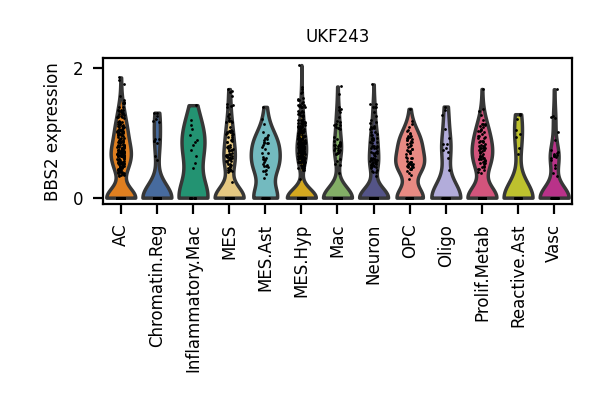 UKF243
BBS2 expression
2
0
AC
Chromatin.Reg
Inflammatory.Mac
MES
MES.Ast
MES.Hyp
Mac
Neuron
OPC
Oligo
Prolif.Metab
Reactive.Ast
Vasc